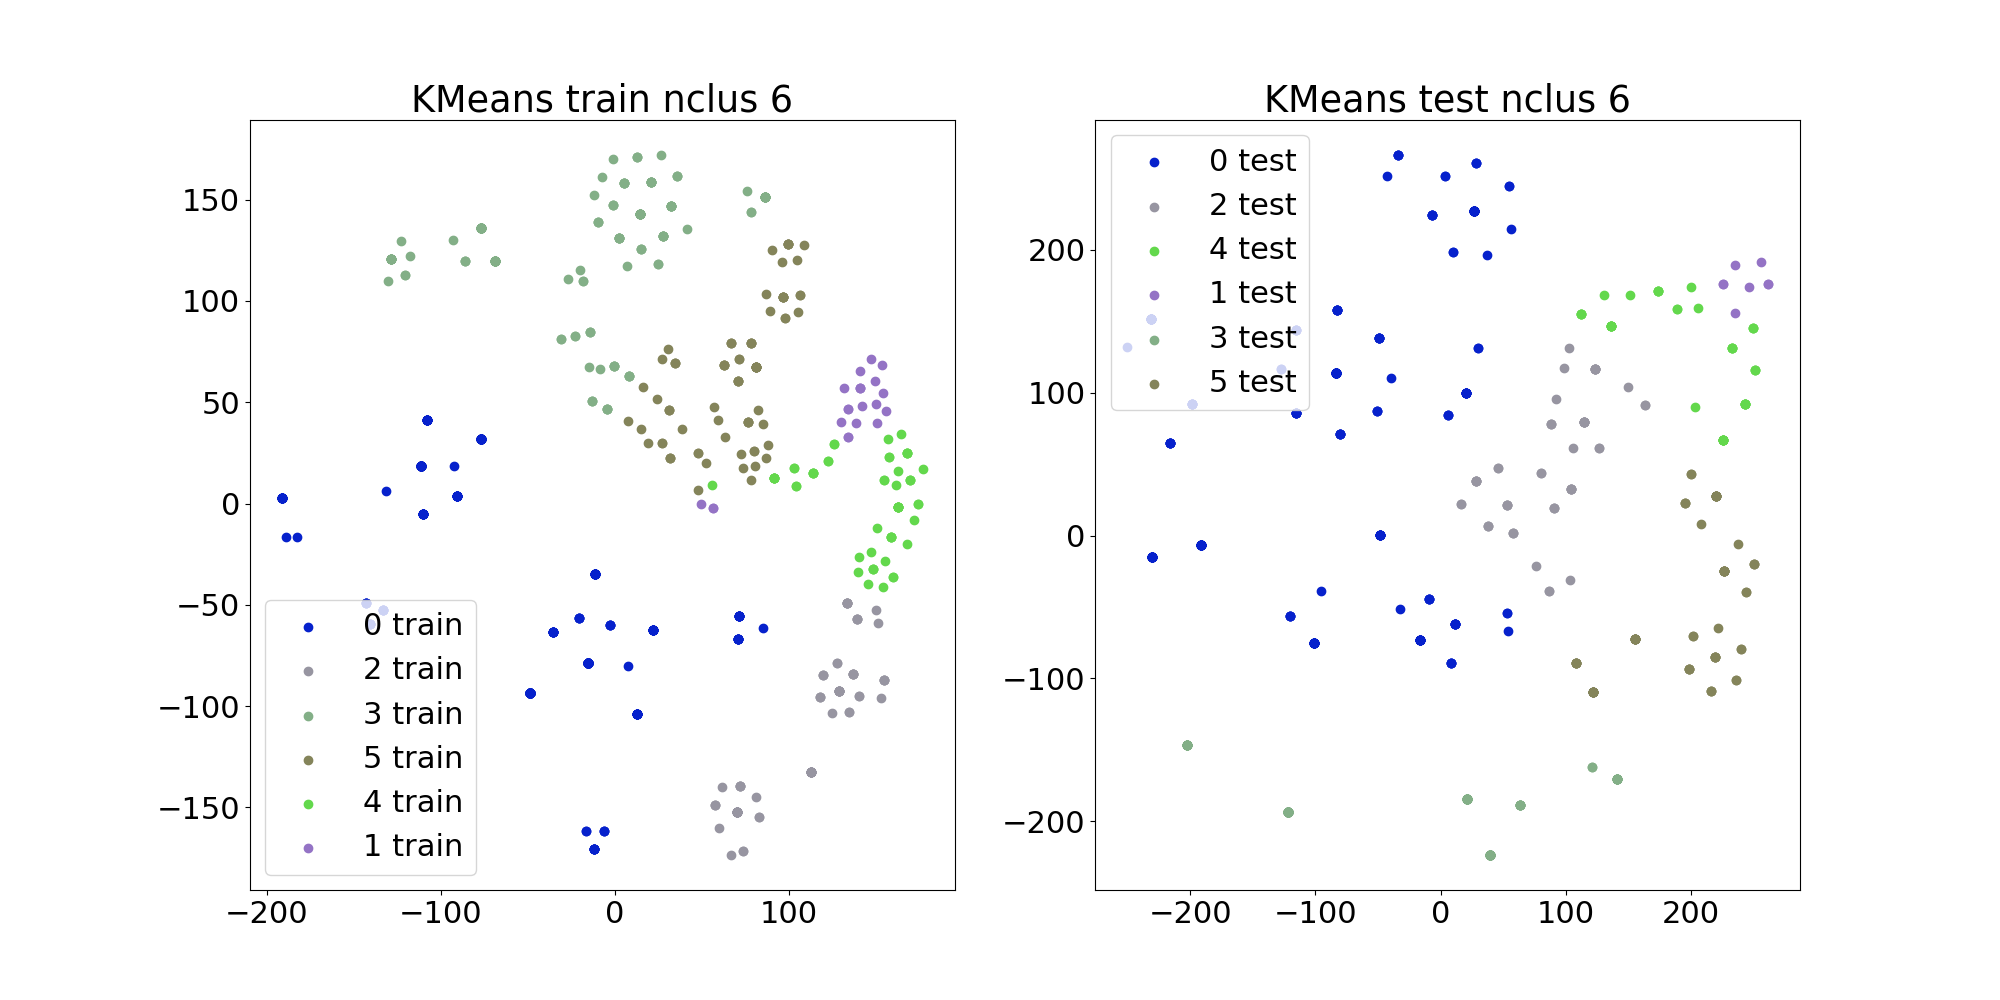 KMeans train nclus 6
150
100
50
0
−50
−100
−150
−200
−100
0
100
0 train
2 train
3 train
5 train
4 train
1 train
KMeans test nclus 6
200
100
0
−100
−200
−200
−100
0
100
200
0 test
2 test
4 test
1 test
3 test
5 test